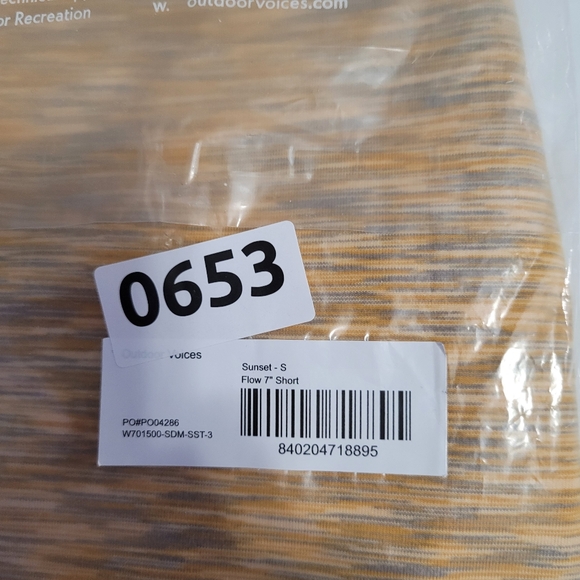 or Recreation
w. outdoorvoices.com
0653
Outdoor Voices
Sunset - S
Flow 7" Short
PO#PO04286
W701500-SDM-SST-3
840204718895